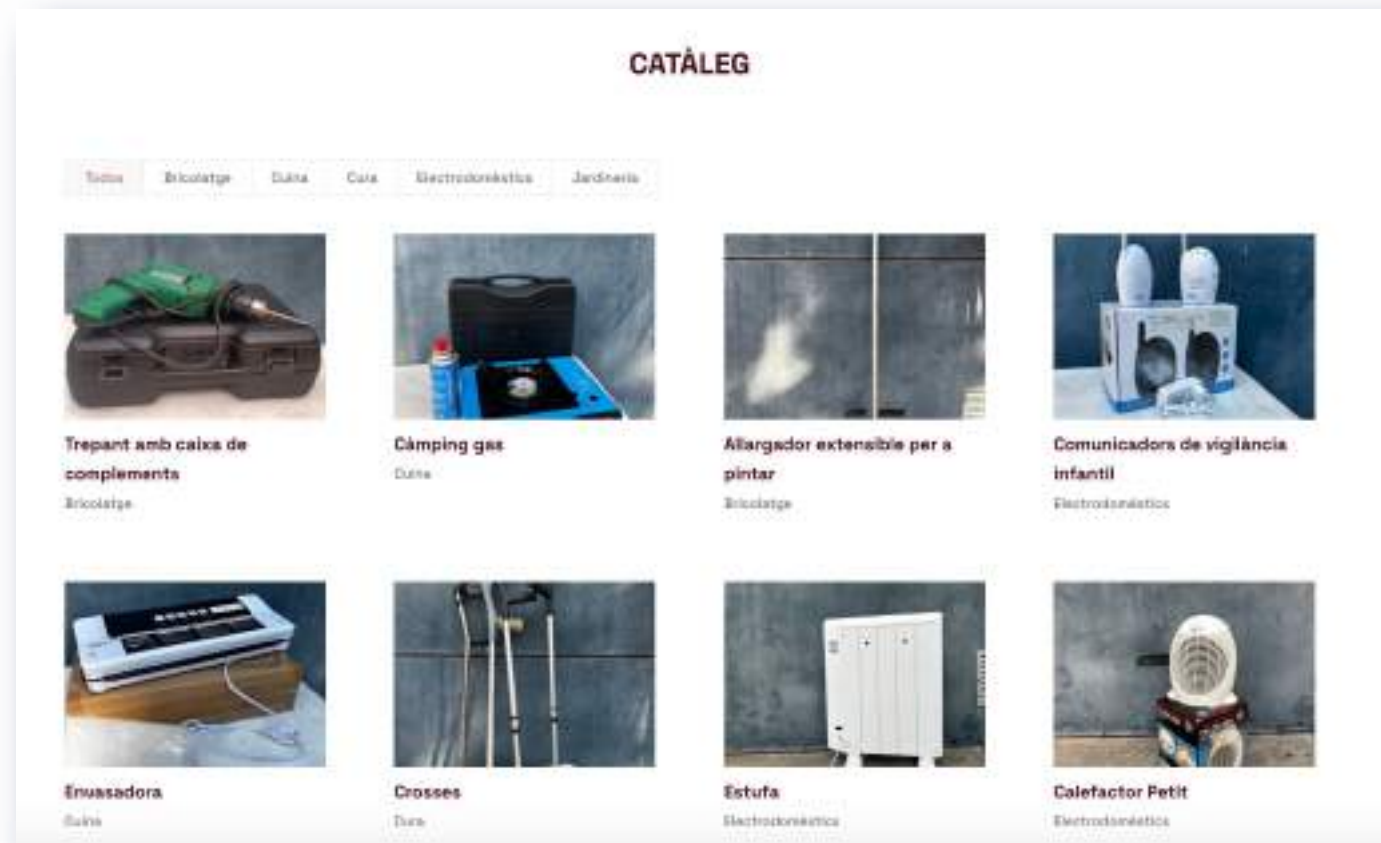 CATÀLEG
Todos Bricolatge Cuina Cura Electrodomèstics Jardineria
Trepant amb caixa de
complements
Bricolatge
Càmping gas
Cuina
Allargador extensible per a
pintar
Bricolatge
Comunicadors de vigilància
infantil
Electrodomèstics
Envasadora
Cuina
Crosses
Cura
Estufa
Electrodomèstics
Calefactor Petit
Electrodomèstics